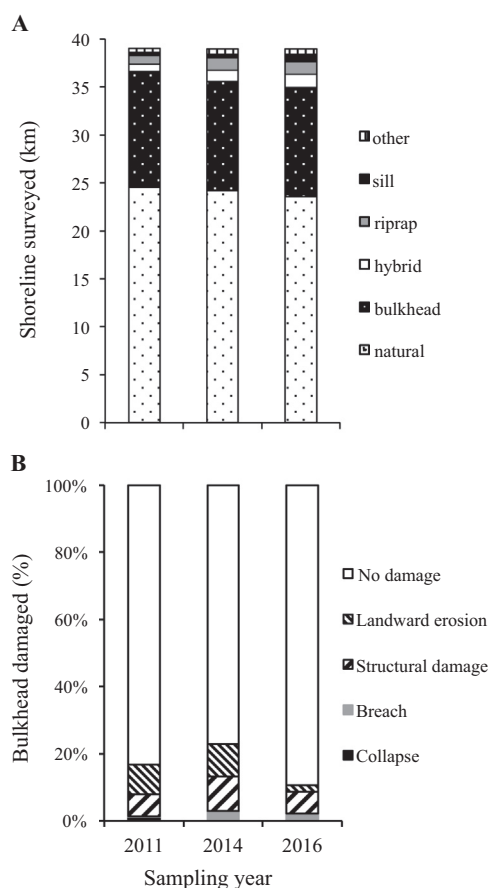 A
Shoreline surveyed (km)
40
35
30
25
20
15
10
5
0
other
sill
riprap
hybrid
bulkhead
natural
B
Bulkhead damaged (%)
100%
80%
60%
40%
20%
0%
No damage
Landward erosion
Structural damage
Breach
Collapse
2011 2014 2016
Sampling year